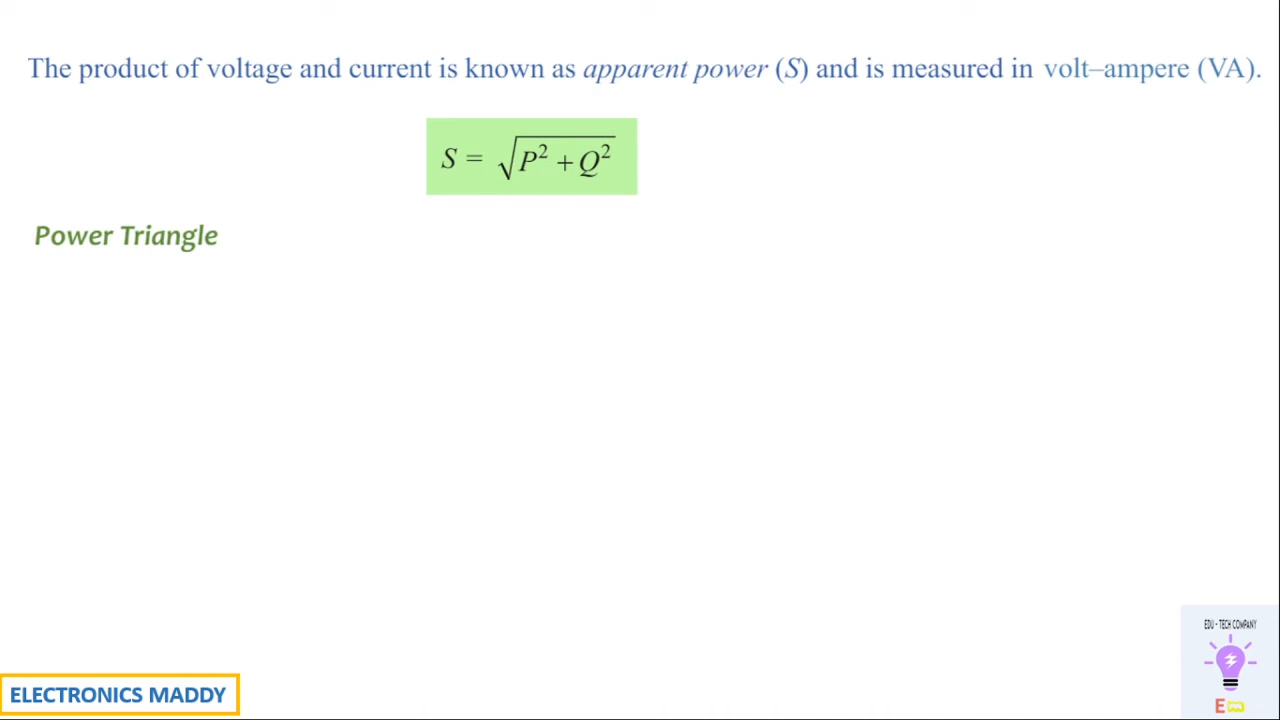 The product of voltage and current is known as apparent power (S) and is measured in volt–ampere (VA).
S = √P² + Q²
Power Triangle
EDU - TECH COMPANY
ELECTRONICS MADDY
Em